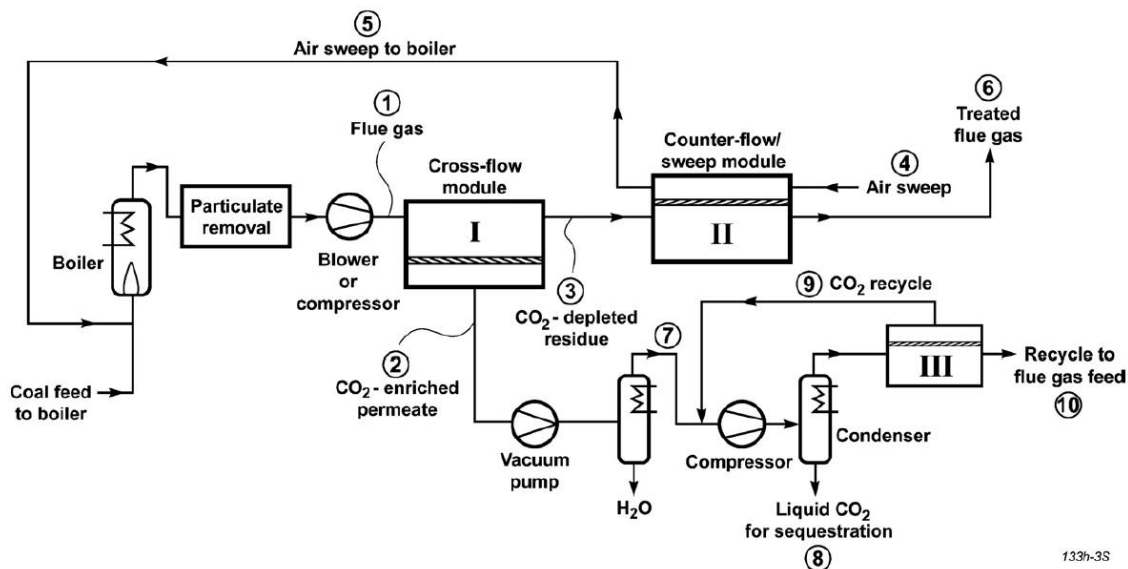 ⑤
Air sweep to boiler
①
Flue gas
⑥
Treated
flue gas
Cross-flow
module
Counter-flow/
sweep module
④
Air sweep
Particulate
removal
I
II
Boiler
Blower
or
compressor
③
CO₂ - depleted
residue
⑨ CO₂ recycle
②
CO₂ - enriched
permeate
⑦
III
Recycle to
flue gas feed
⑩
Coal feed
to boiler
Vacuum
pump
Compressor
Condenser
H₂O
Liquid CO₂
for sequestration
⑧
133h-3S